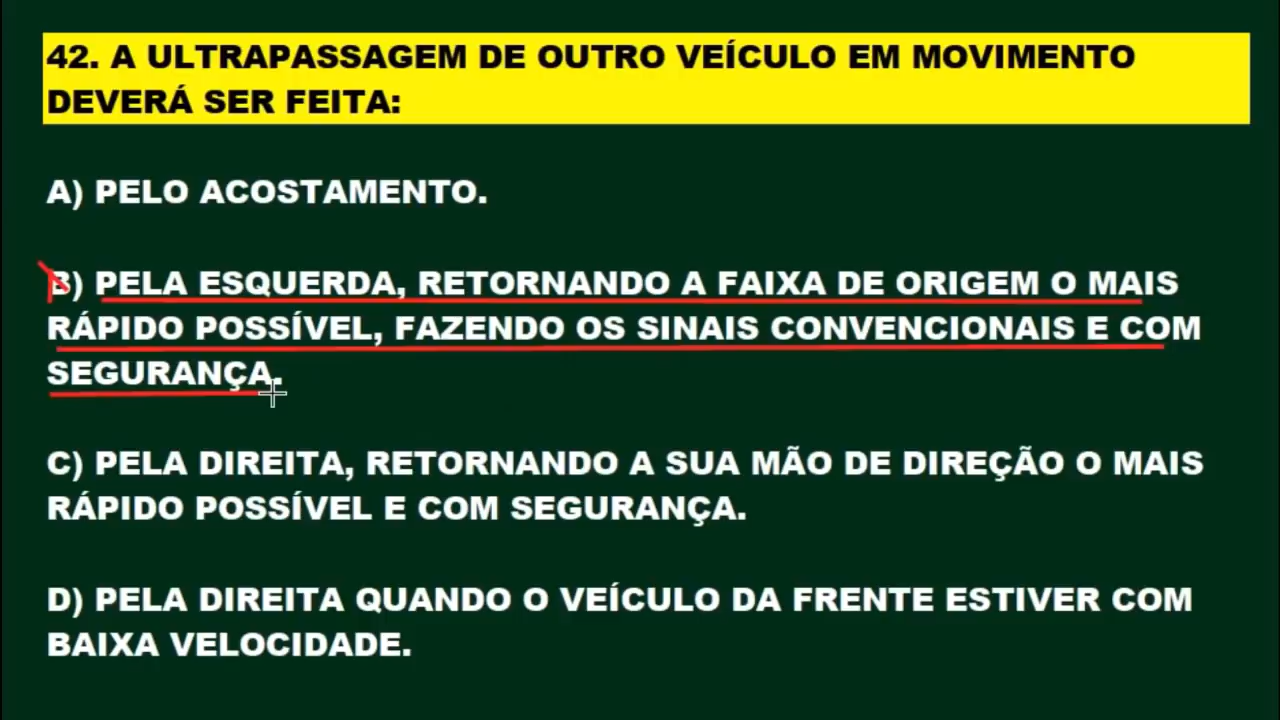 42. A ULTRAPASSAGEM DE OUTRO VEÍCULO EM MOVIMENTO
DEVERÁ SER FEITA:
A) PELO ACOSTAMENTO.
B) PELA ESQUERDA, RETORNANDO A FAIXA DE ORIGEM O MAIS
RÁPIDO POSSÍVEL, FAZENDO OS SINAIS CONVENCIONAIS E COM
SEGURANÇA.
C) PELA DIREITA, RETORNANDO A SUA MÃO DE DIREÇÃO O MAIS
RÁPIDO POSSÍVEL E COM SEGURANÇA.
D) PELA DIREITA QUANDO O VEÍCULO DA FRENTE ESTIVER COM
BAIXA VELOCIDADE.